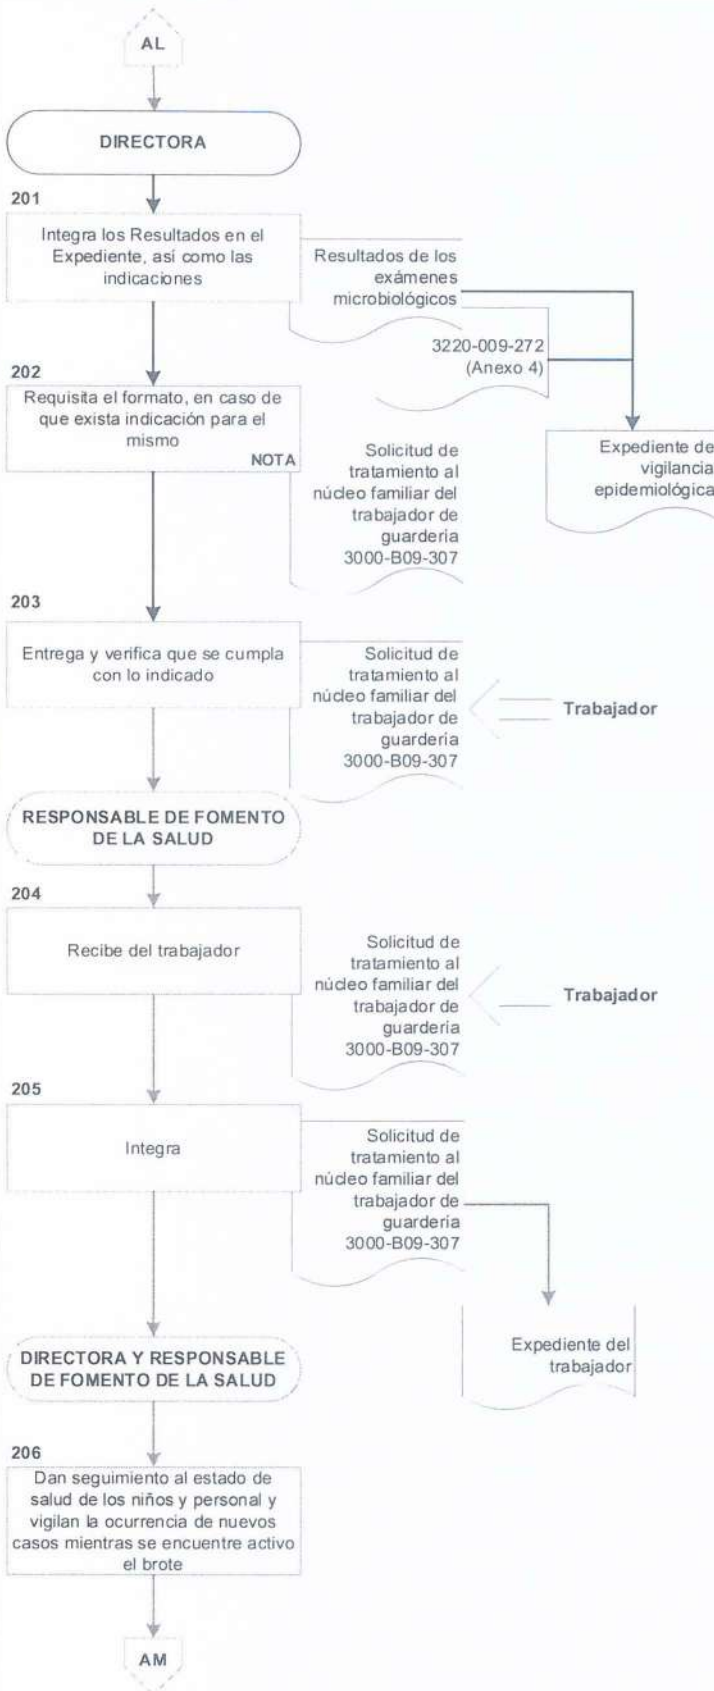 AL
DIRECTORA
201
Integra los Resultados en el
Expediente, así como las
indicaciones
Resultados de los
exámenes
microbiológicos
3220-009-272
(Anexo 4)
Expediente de
vigilancia
epidemiológica
202
Requisita el formato, en caso de
que exista indicación para el
mismo
NOTA
Solicitud de
tratamiento al
núcleo familiar del
trabajador de
guardería
3000-B09-307
203
Entrega y verifica que se cumpla
con lo indicado
Solicitud de
tratamiento al
núcleo familiar del
trabajador de
guardería
3000-B09-307
Trabajador
RESPONSABLE DE FOMENTO
DE LA SALUD
204
Recibe del trabajador
Solicitud de
tratamiento al
núcleo familiar del
trabajador de
guardería
3000-B09-307
Trabajador
205
Integra
Solicitud de
tratamiento al
núcleo familiar del
trabajador de
guardería
3000-B09-307
Expediente del
trabajador
DIRECTORA Y RESPONSABLE
DE FOMENTO DE LA SALUD
206
Dan seguimiento al estado de
salud de los niños y personal y
vigilan la ocurrencia de nuevos
casos mientras se encuentre activo
el brote
AM